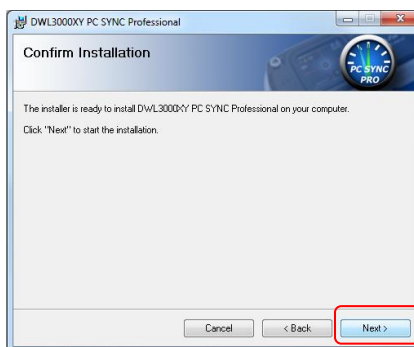 DWL3000XY PC SYNC Professional
Confirm Installation
PC SYNC
PRO
The installer is ready to install DWL3000XY PC SYNC Professional on your computer.
Click "Next" to start the installation.
Cancel
< Back
Next >